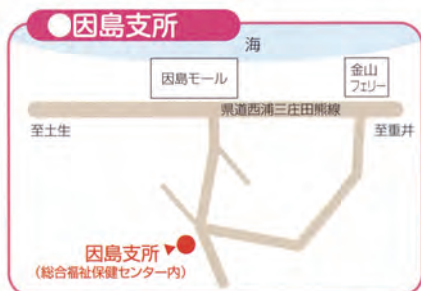 ●因島支所
海
因島モール
金山
フェリー
県道西浦三庄田熊線
至土生
至重井
因島支所
(総合福祉保健センター内)